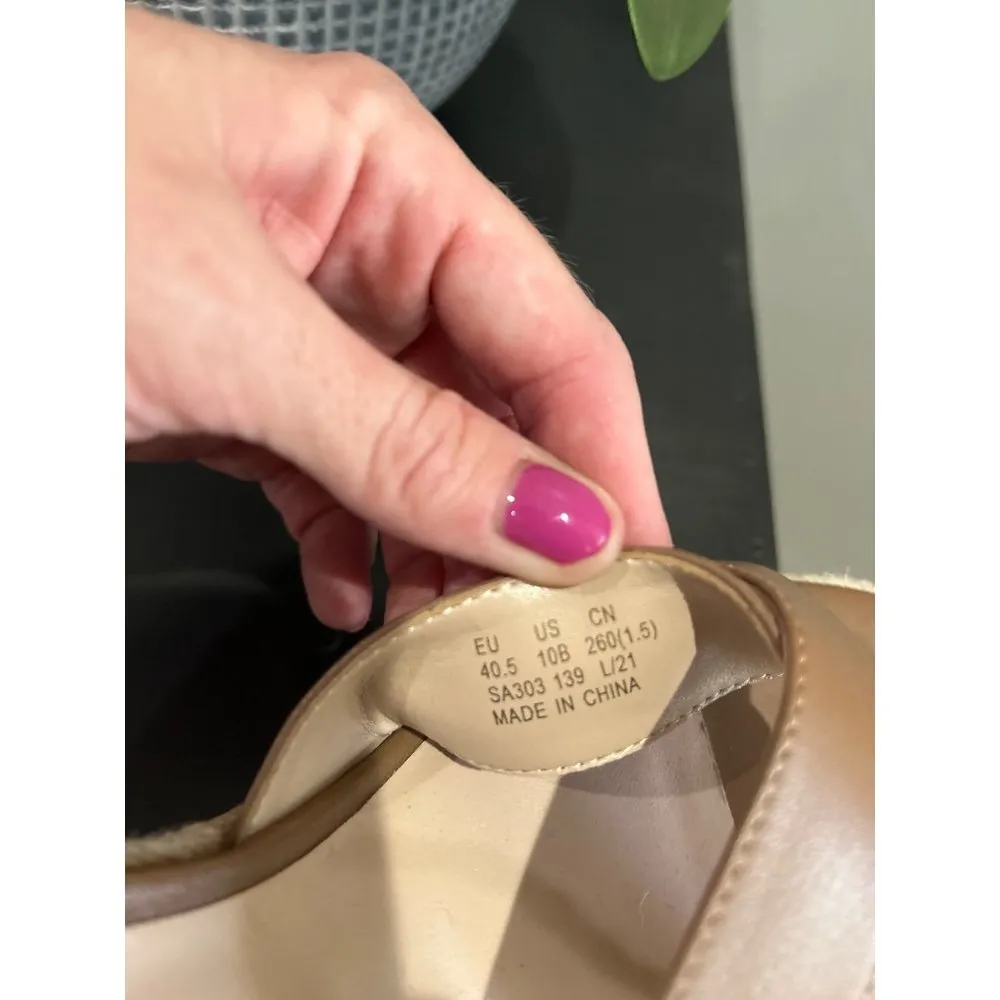 EU US CN
40.5 10B 260(1.5)
SA303 139 L/21
MADE IN CHINA